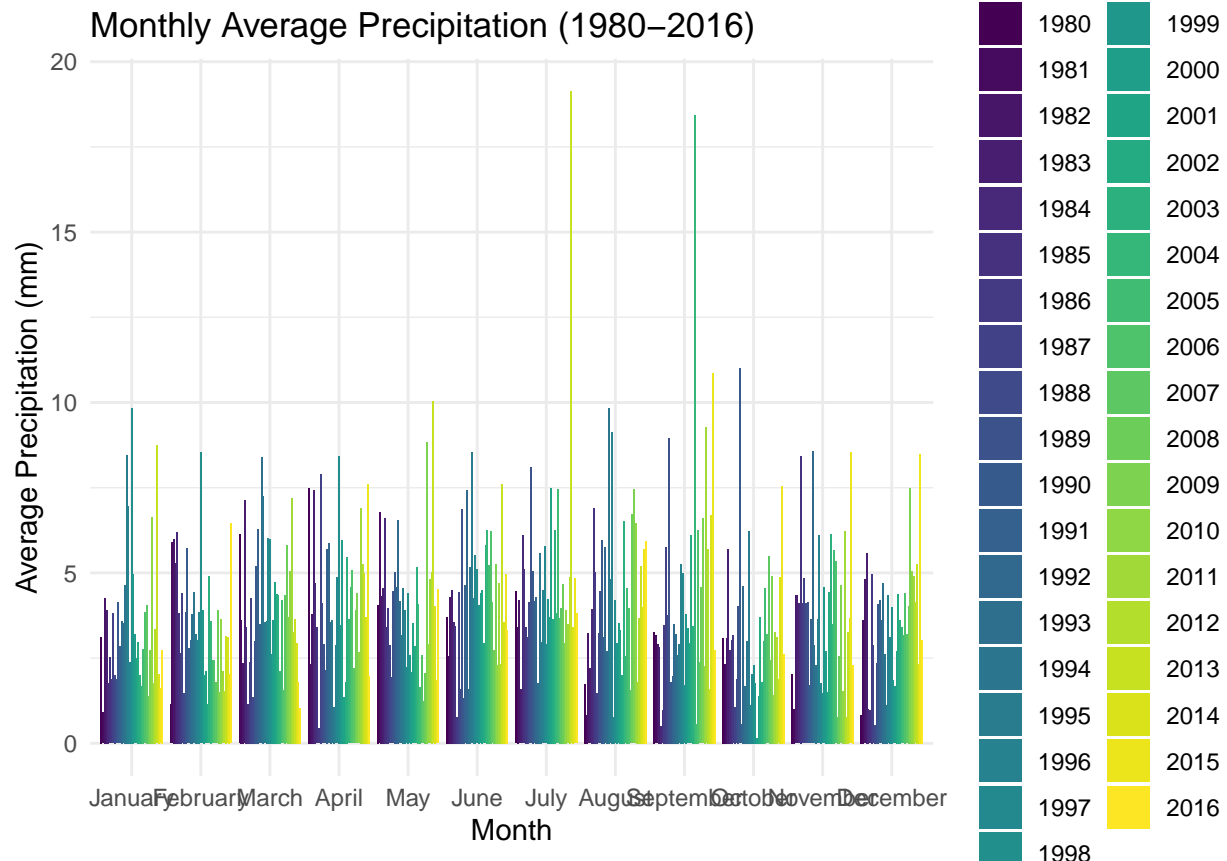 Monthly Average Precipitation (1980−2016)
Average Precipitation (mm)
20
15
10
5
0
January
February
March
April
May
June
July
August
September
October
November
December
Month
1980
1981
1982
1983
1984
1985
1986
1987
1988
1989
1990
1991
1992
1993
1994
1995
1996
1997
1998
1999
2000
2001
2002
2003
2004
2005
2006
2007
2008
2009
2010
2011
2012
2013
2014
2015
2016